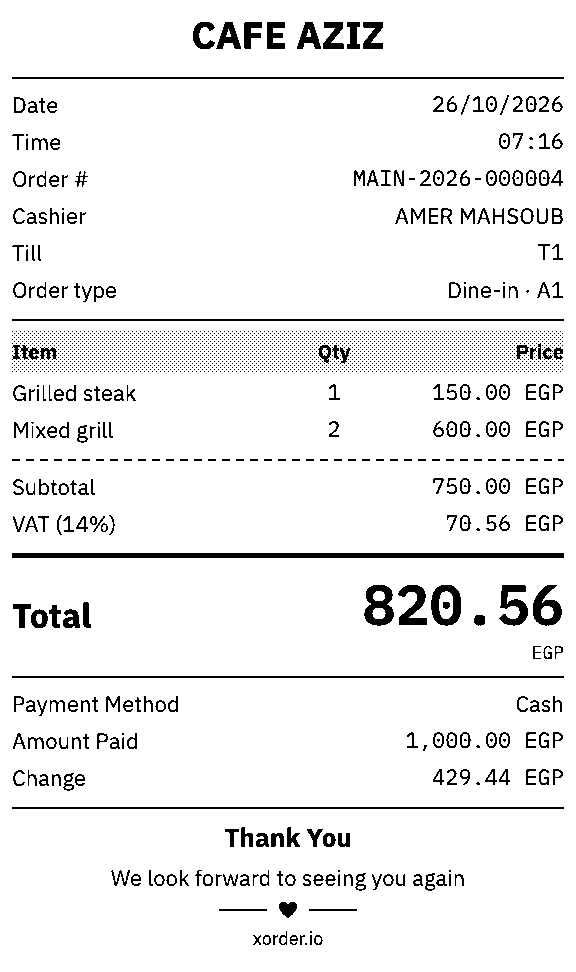 CAFE AZIZ
Date 26/10/2026
Time 07:16
Order # MAIN-2026-000004
Cashier AMER MAHSOUB
Till T1
Order type Dine-in · A1
Item Qty Price
Grilled steak 1 150.00 EGP
Mixed grill 2 600.00 EGP
Subtotal 750.00 EGP
VAT (14%) 70.56 EGP
Total 820.56
EGP
Payment Method Cash
Amount Paid 1,000.00 EGP
Change 429.44 EGP
Thank You
We look forward to seeing you again
xorder.io